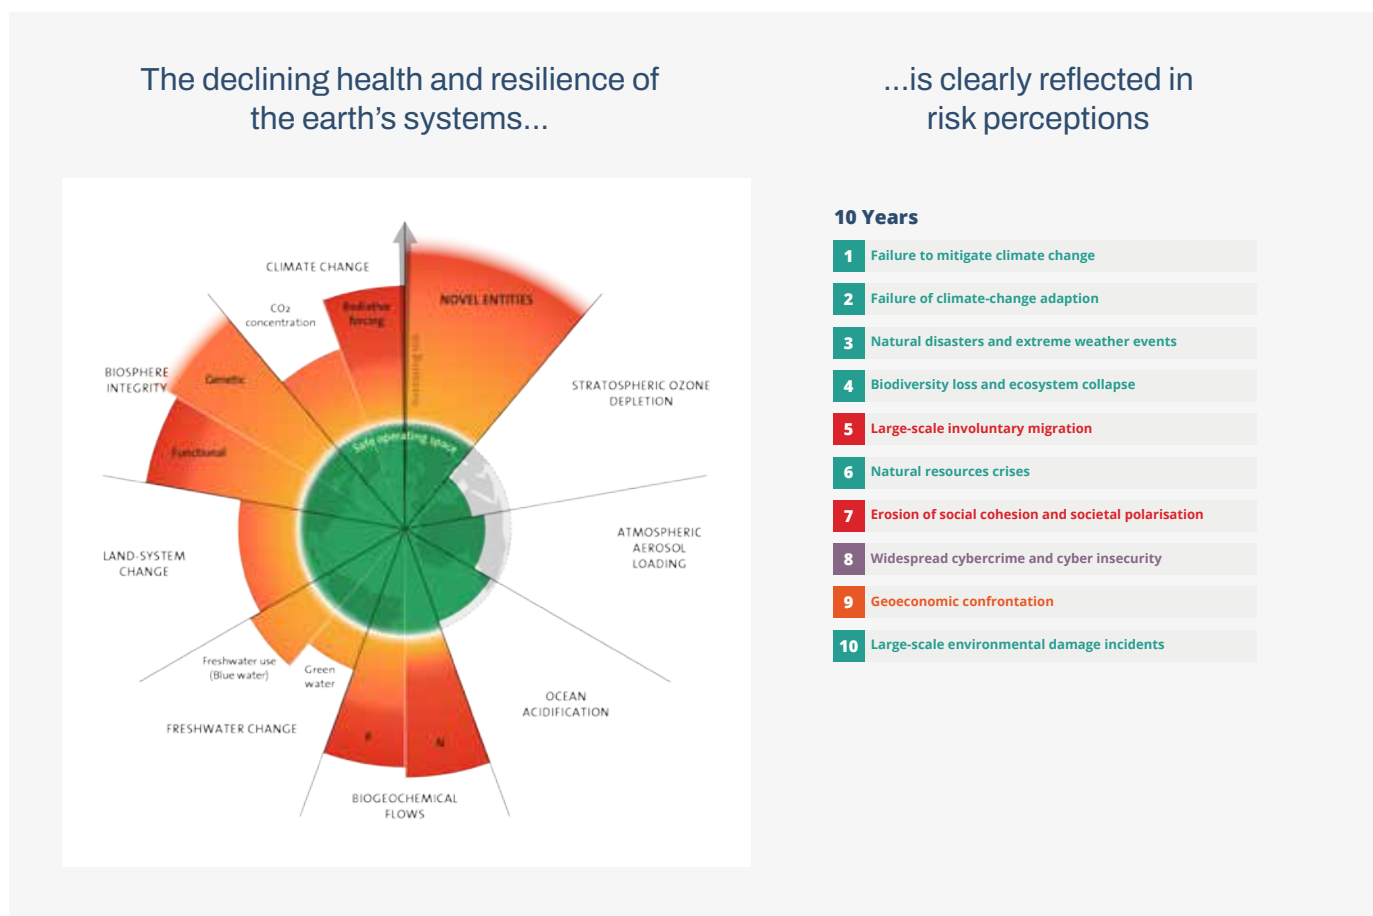 The declining health and resilience of
the earth’s systems...
...is clearly reflected in
risk perceptions
CLIMATE CHANGE
CO2
concentration
Radiative
forcing
NOVEL ENTITIES
Increasing risk
BIOSPHERE
INTEGRITY
Genetic
Functional
STRATOSPHERIC OZONE
DEPLETION
Safe operating space
ATMOSPHERIC
AEROSOL
LOADING
LAND-SYSTEM
CHANGE
Freshwater use
(Blue water)
Green
water
FRESHWATER CHANGE
OCEAN
ACIDIFICATION
P
N
BIOGEOCHEMICAL
FLOWS
10 Years
1 Failure to mitigate climate change
2 Failure of climate-change adaption
3 Natural disasters and extreme weather events
4 Biodiversity loss and ecosystem collapse
5 Large-scale involuntary migration
6 Natural resources crises
7 Erosion of social cohesion and societal polarisation
8 Widespread cybercrime and cyber insecurity
9 Geoeconomic confrontation
10 Large-scale environmental damage incidents